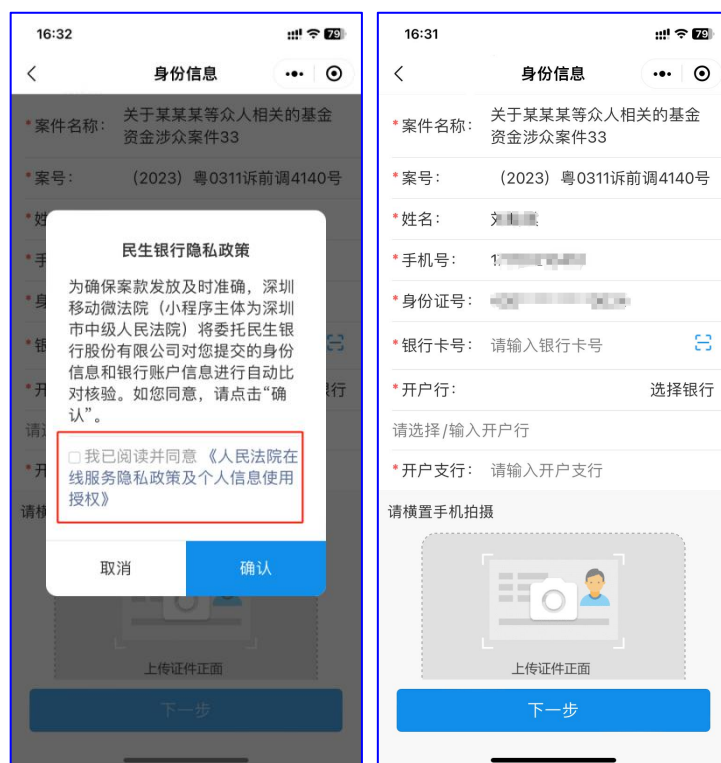 16:32
79
身份信息
*案件名称: 关于某某某等众人相关的基金
资金涉众案件33
*案号: （2023）粤0311诉前调4140号
*姓
*手
*身
*银
*开
行
请
*开
请横
民生银行隐私政策
为确保案款发放及时准确，深圳
移动微法院（小程序主体为深圳
市中级人民法院）将委托民生银
行股份有限公司对您提交的身份
信息和银行账户信息进行自动比
对核验。如您同意，请点击“确
认”。
我已阅读并同意 《人民法院在
线服务隐私政策及个人信息使用
授权》
取消 确认
上传证件正面
下一步
16:31
79
身份信息
*案件名称: 关于某某某等众人相关的基金
资金涉众案件33
*案号: （2023）粤0311诉前调4140号
*姓名:
*手机号:
*身份证号:
*银行卡号: 请输入银行卡号
*开户行: 选择银行
请选择/输入开户行
*开户支行: 请输入开户支行
请横置手机拍摄
上传证件正面
下一步